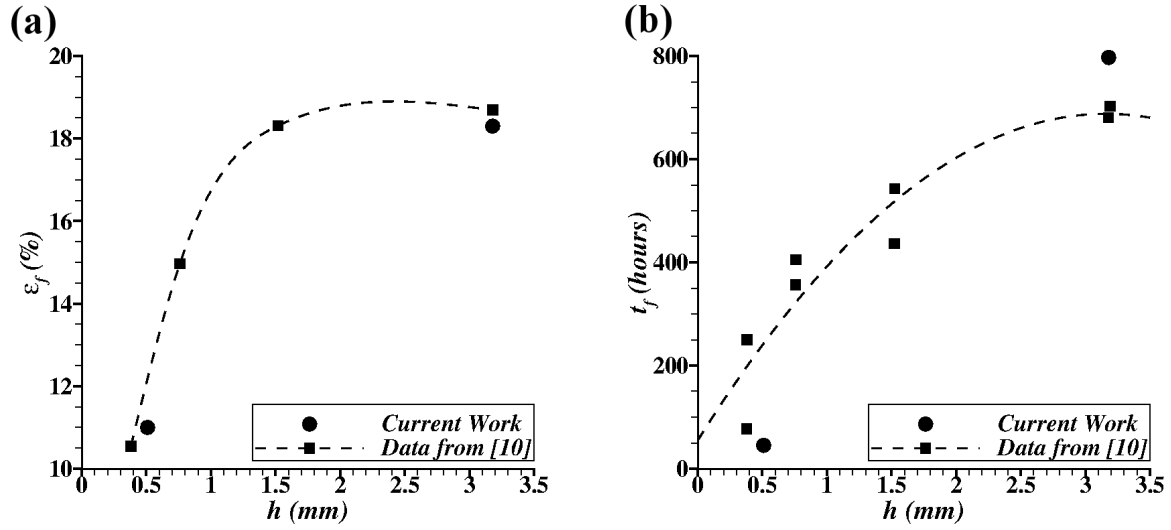 (a)
20
18
16
14
12
10
ε_f (%)
0 0.5 1 1.5 2 2.5 3 3.5
h (mm)
Current Work
Data from [10]
(b)
800
600
400
200
0
t_f (hours)
0 0.5 1 1.5 2 2.5 3 3.5
h (mm)
Current Work
Data from [10]